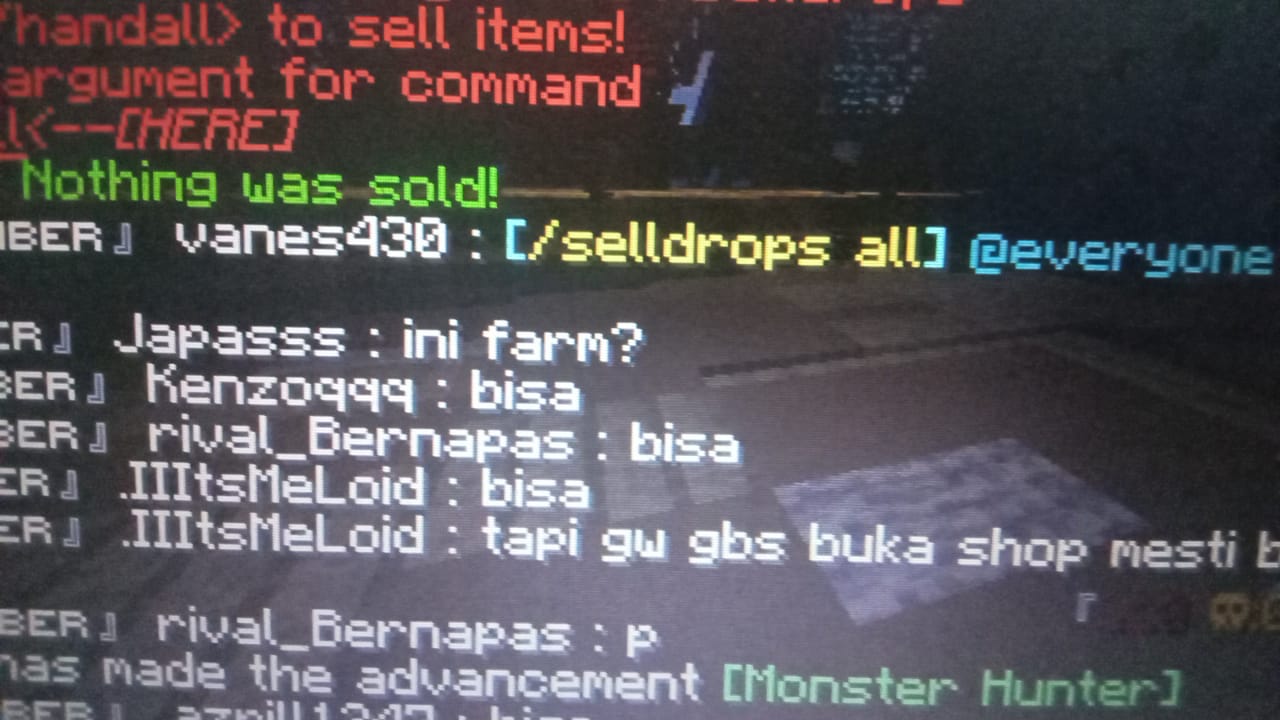 handall> to sell items!
argument for command
l<--[HERE]
Nothing was sold!
BER』 vanes430 : [/selldrops all] @everyone
ER』 Japasss : ini farm?
BER』 Kenzoqqq : bisa
BER』 rival_Bernapas : bisa
ER』 .IIItsMeLoid : bisa
ER』 .IIItsMeLoid : tapi gw gbs buka shop mesti
BER』 rival_Bernapas : p
has made the advancement [Monster Hunter]
BER』